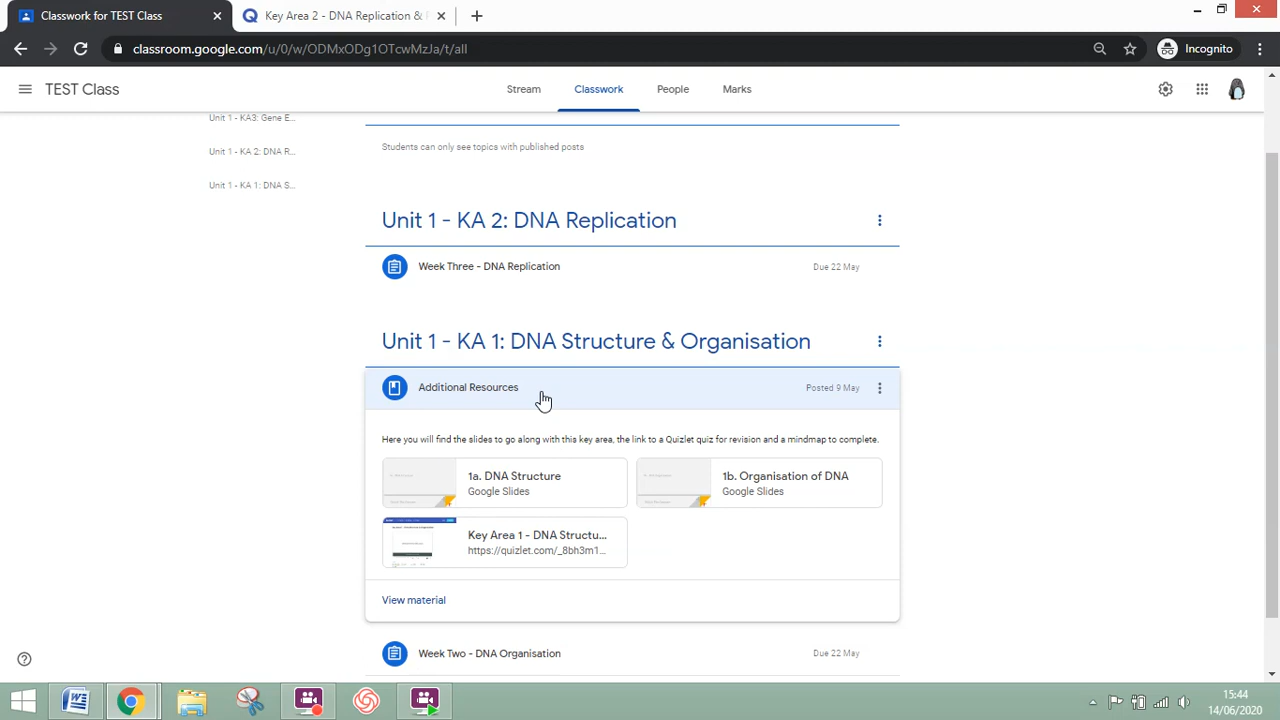 Classwork for TEST Class
Key Area 2 - DNA Replication &
classroom.google.com/u/0/w/ODMxODg1OTcwMzJa/t/all
Incognito
TEST Class
Stream
Classwork
People
Marks
Unit 1 - KA3: Gene E...
Unit 1 - KA 2: DNA R...
Unit 1 - KA 1: DNA S...
Students can only see topics with published posts
Unit 1 - KA 2: DNA Replication
Week Three - DNA Replication
Due 22 May
Unit 1 - KA 1: DNA Structure & Organisation
Additional Resources
Posted 9 May
Here you will find the slides to go along with this key area, the link to a Quizlet quiz for revision and a mindmap to complete.
1a. DNA Structure
Google Slides
1b. Organisation of DNA
Google Slides
Key Area 1 - DNA Structu...
https://quizlet.com/_8bh3m1...
View material
Week Two - DNA Organisation
Due 22 May
15:44
14/06/2020